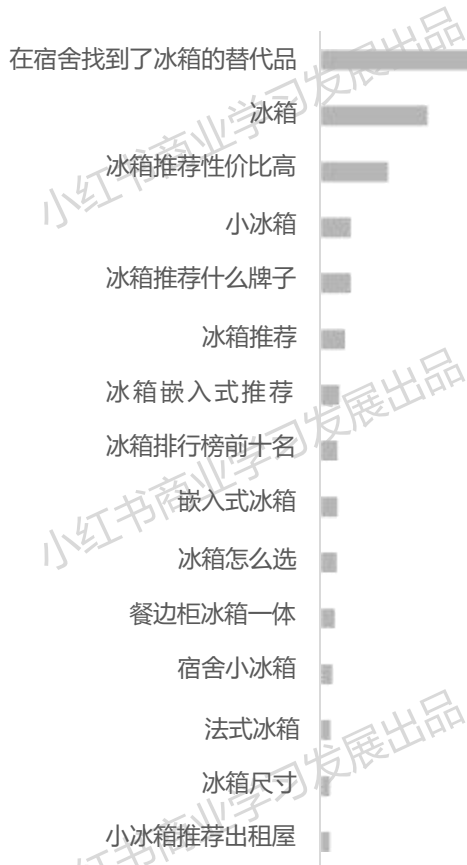 在宿舍找到了冰箱的替代品
冰箱
冰箱推荐性价比高
小冰箱
冰箱推荐什么牌子
冰箱推荐
冰箱嵌入式推荐
冰箱排行榜前十名
嵌入式冰箱
冰箱怎么选
餐边柜冰箱一体
宿舍小冰箱
法式冰箱
冰箱尺寸
小冰箱推荐出租屋
小红书商业学习发展出品
小红书商业学习发展出品
小红书商业学习发展出品